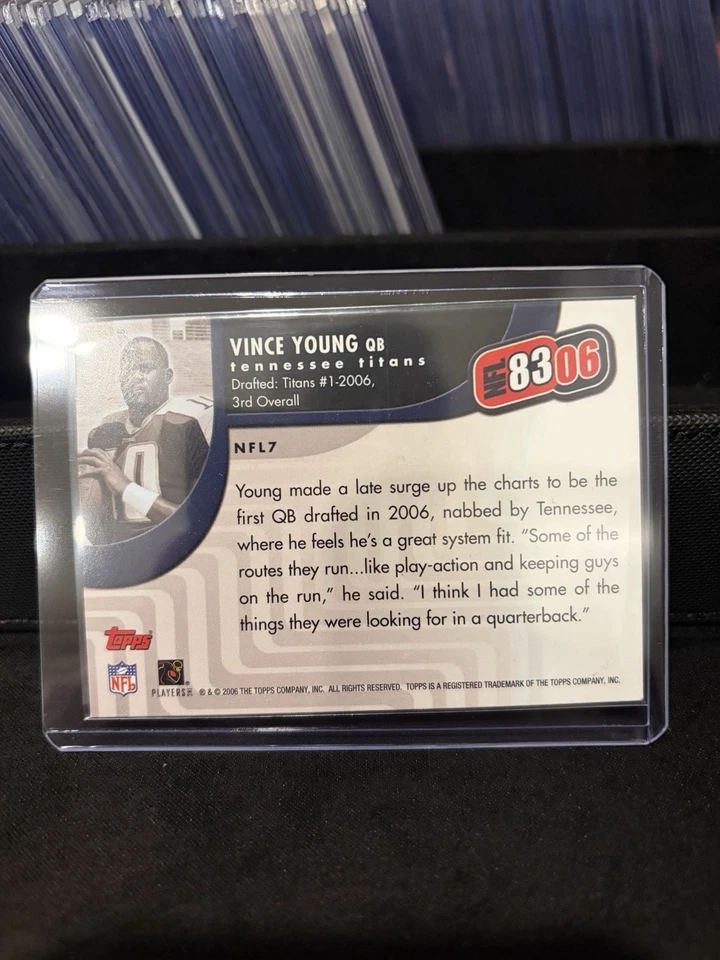 VINCE YOUNG QB
tennessee titans
Drafted: Titans #1-2006,
3rd Overall
NFL 83 06
10
NFL7
Young made a late surge up the charts to be the
first QB drafted in 2006, nabbed by Tennessee,
where he feels he's a great system fit. “Some of the
routes they run...like play-action and keeping guys
on the run,” he said. “I think I had some of the
things they were looking for in a quarterback.”
Topps
NFL
PLAYERS INC
® & © 2006 THE TOPPS COMPANY, INC. ALL RIGHTS RESERVED. TOPPS IS A REGISTERED TRADEMARK OF THE TOPPS COMPANY, INC.